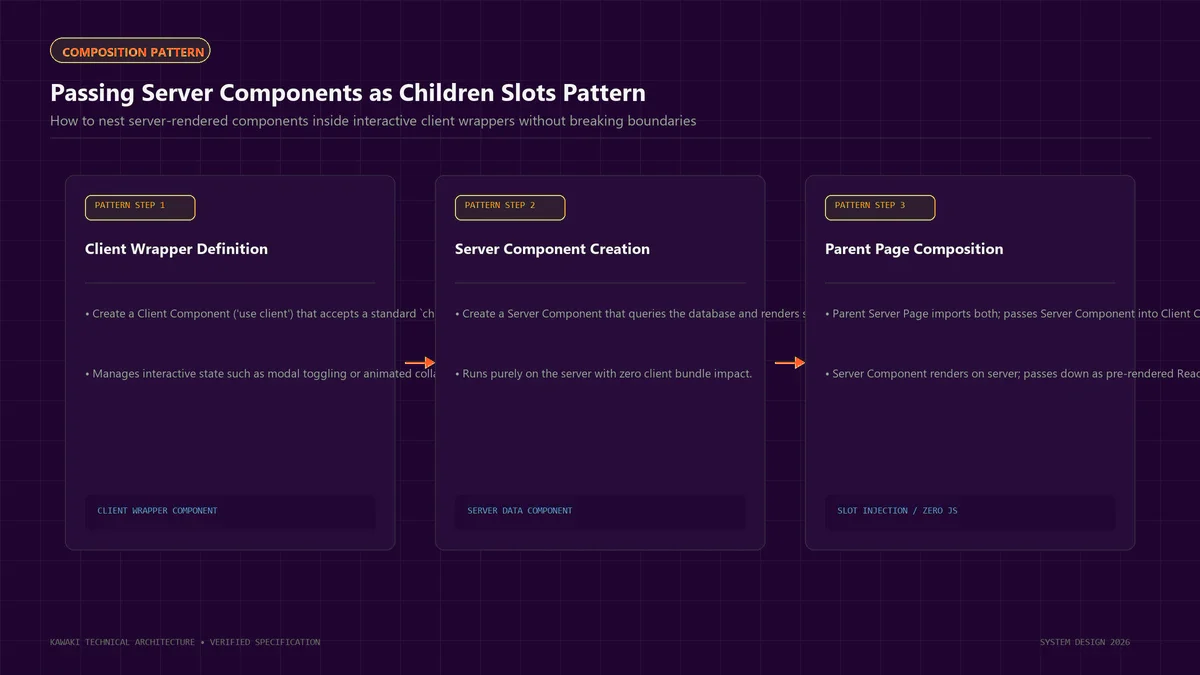 COMPOSITION PATTERN
Passing Server Components as Children Slots Pattern
How to nest server-rendered components inside interactive client wrappers without breaking boundaries
PATTERN STEP 1
Client Wrapper Definition
• Create a Client Component ('use client') that accepts a standard `ch
• Manages interactive state such as modal toggling or animated colla
CLIENT WRAPPER COMPONENT
PATTERN STEP 2
Server Component Creation
• Create a Server Component that queries the database and renders s
• Runs purely on the server with zero client bundle impact.
SERVER DATA COMPONENT
PATTERN STEP 3
Parent Page Composition
• Parent Server Page imports both; passes Server Component into Client C
• Server Component renders on server; passes down as pre-rendered Reac
SLOT INJECTION / ZERO JS
KAWAKI TECHNICAL ARCHITECTURE • VERIFIED SPECIFICATION
SYSTEM DESIGN 2026